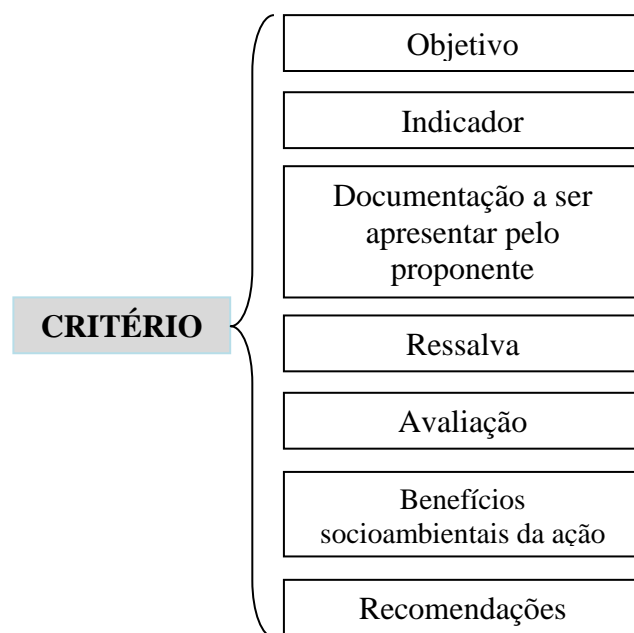 Objetivo
Indicador
Documentação a ser
apresentar pelo
proponente
CRITÉRIO
Ressalva
Avaliação
Benefícios
socioambientais da ação
Recomendações